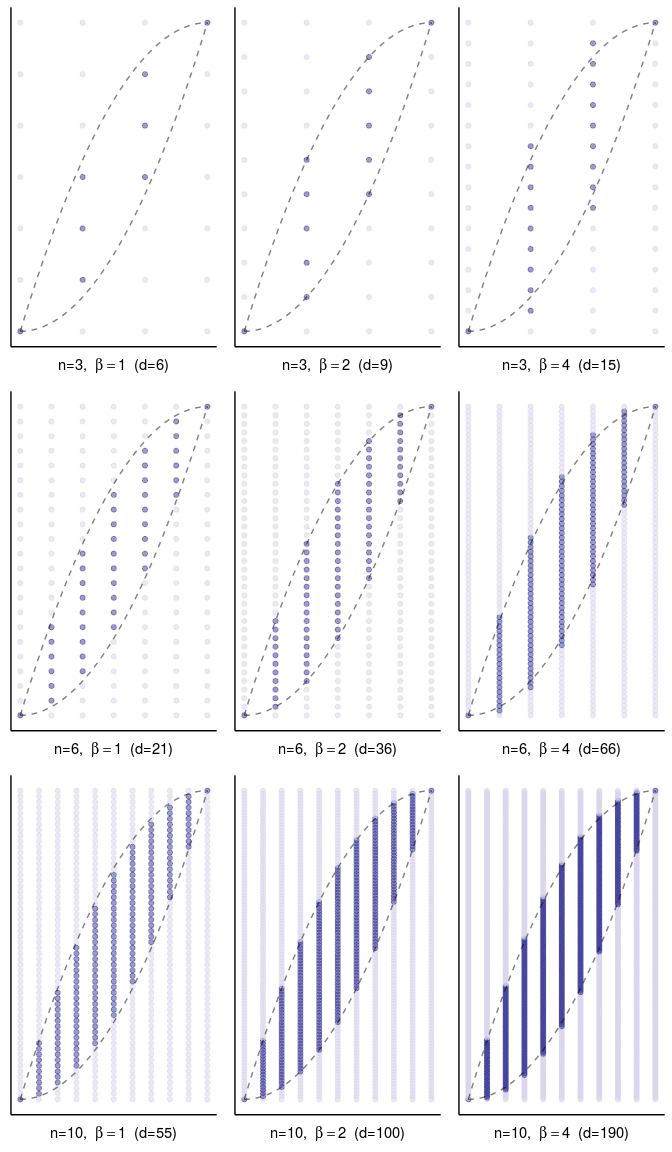 n=3, β=1 (d=6)
n=3, β=2 (d=9)
n=3, β=4 (d=15)
n=6, β=1 (d=21)
n=6, β=2 (d=36)
n=6, β=4 (d=66)
n=10, β=1 (d=55)
n=10, β=2 (d=100)
n=10, β=4 (d=190)